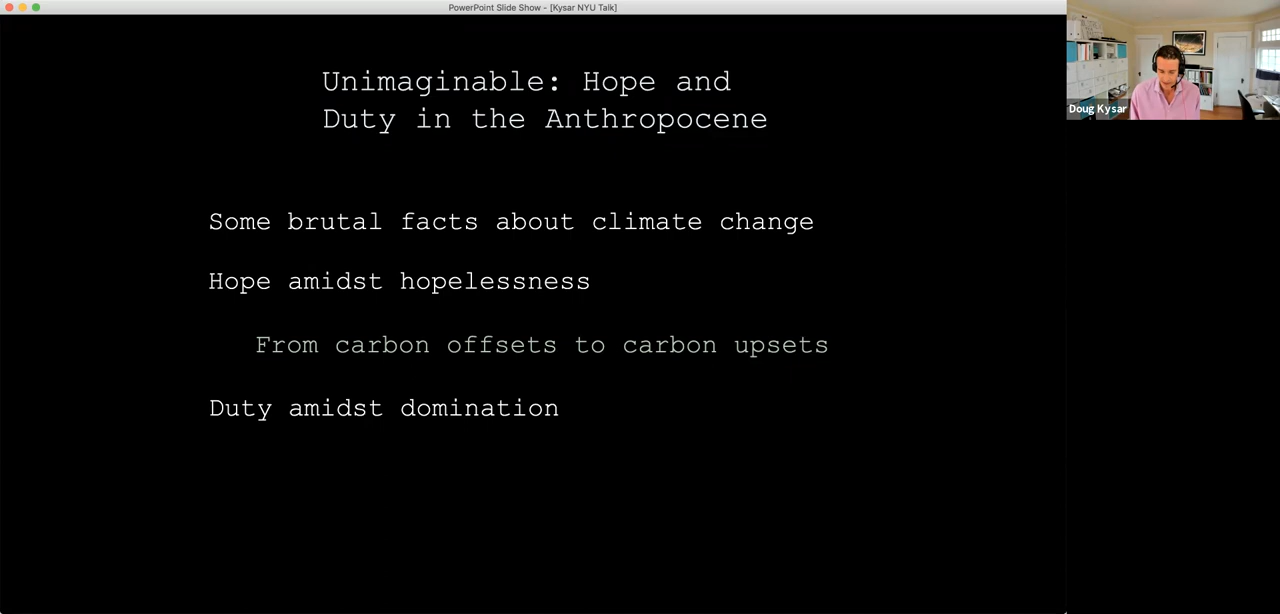 PowerPoint Slide Show - [Kysar NYU Talk]
Unimaginable: Hope and
Duty in the Anthropocene
Some brutal facts about climate change
Hope amidst hopelessness
From carbon offsets to carbon upsets
Duty amidst domination
Doug Kysar